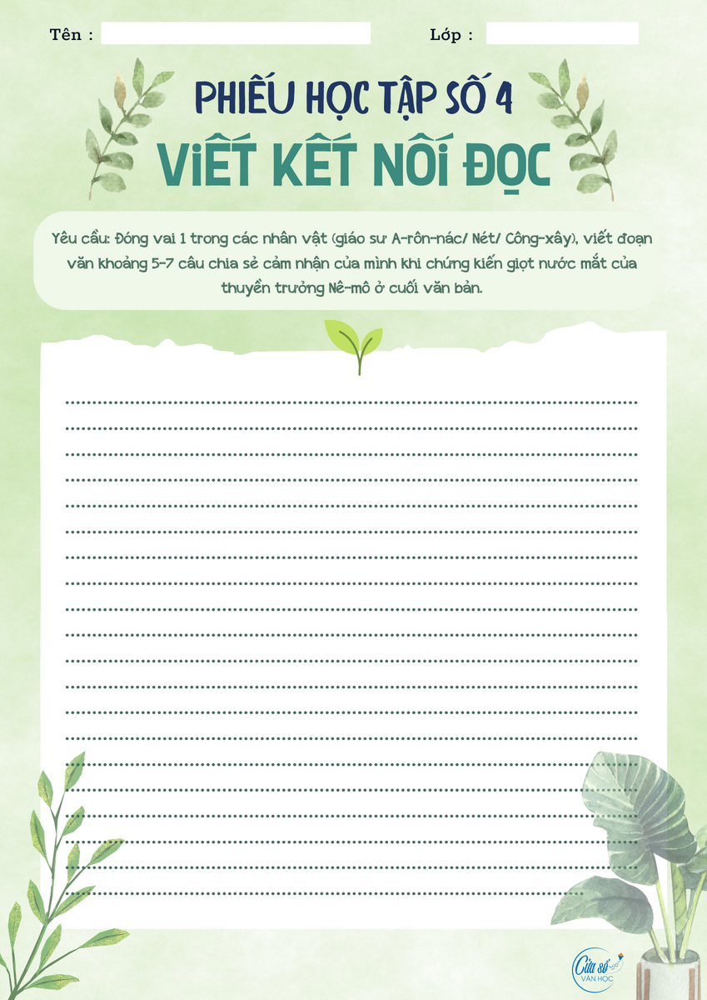 Tên : Lớp :
PHIẾU HỌC TẬP SỐ 4
VIẾT KẾT NỐI ĐỌC
Yêu cầu: Đóng vai 1 trong các nhân vật (giáo sư A-rôn-nác/ Nét/ Công-xây), viết đoạn
văn khoảng 5-7 câu chia sẻ cảm nhận của mình khi chứng kiến giọt nước mắt của
thuyền trưởng Nê-mô ở cuối văn bản.
Cửa sổ
VĂN HỌC